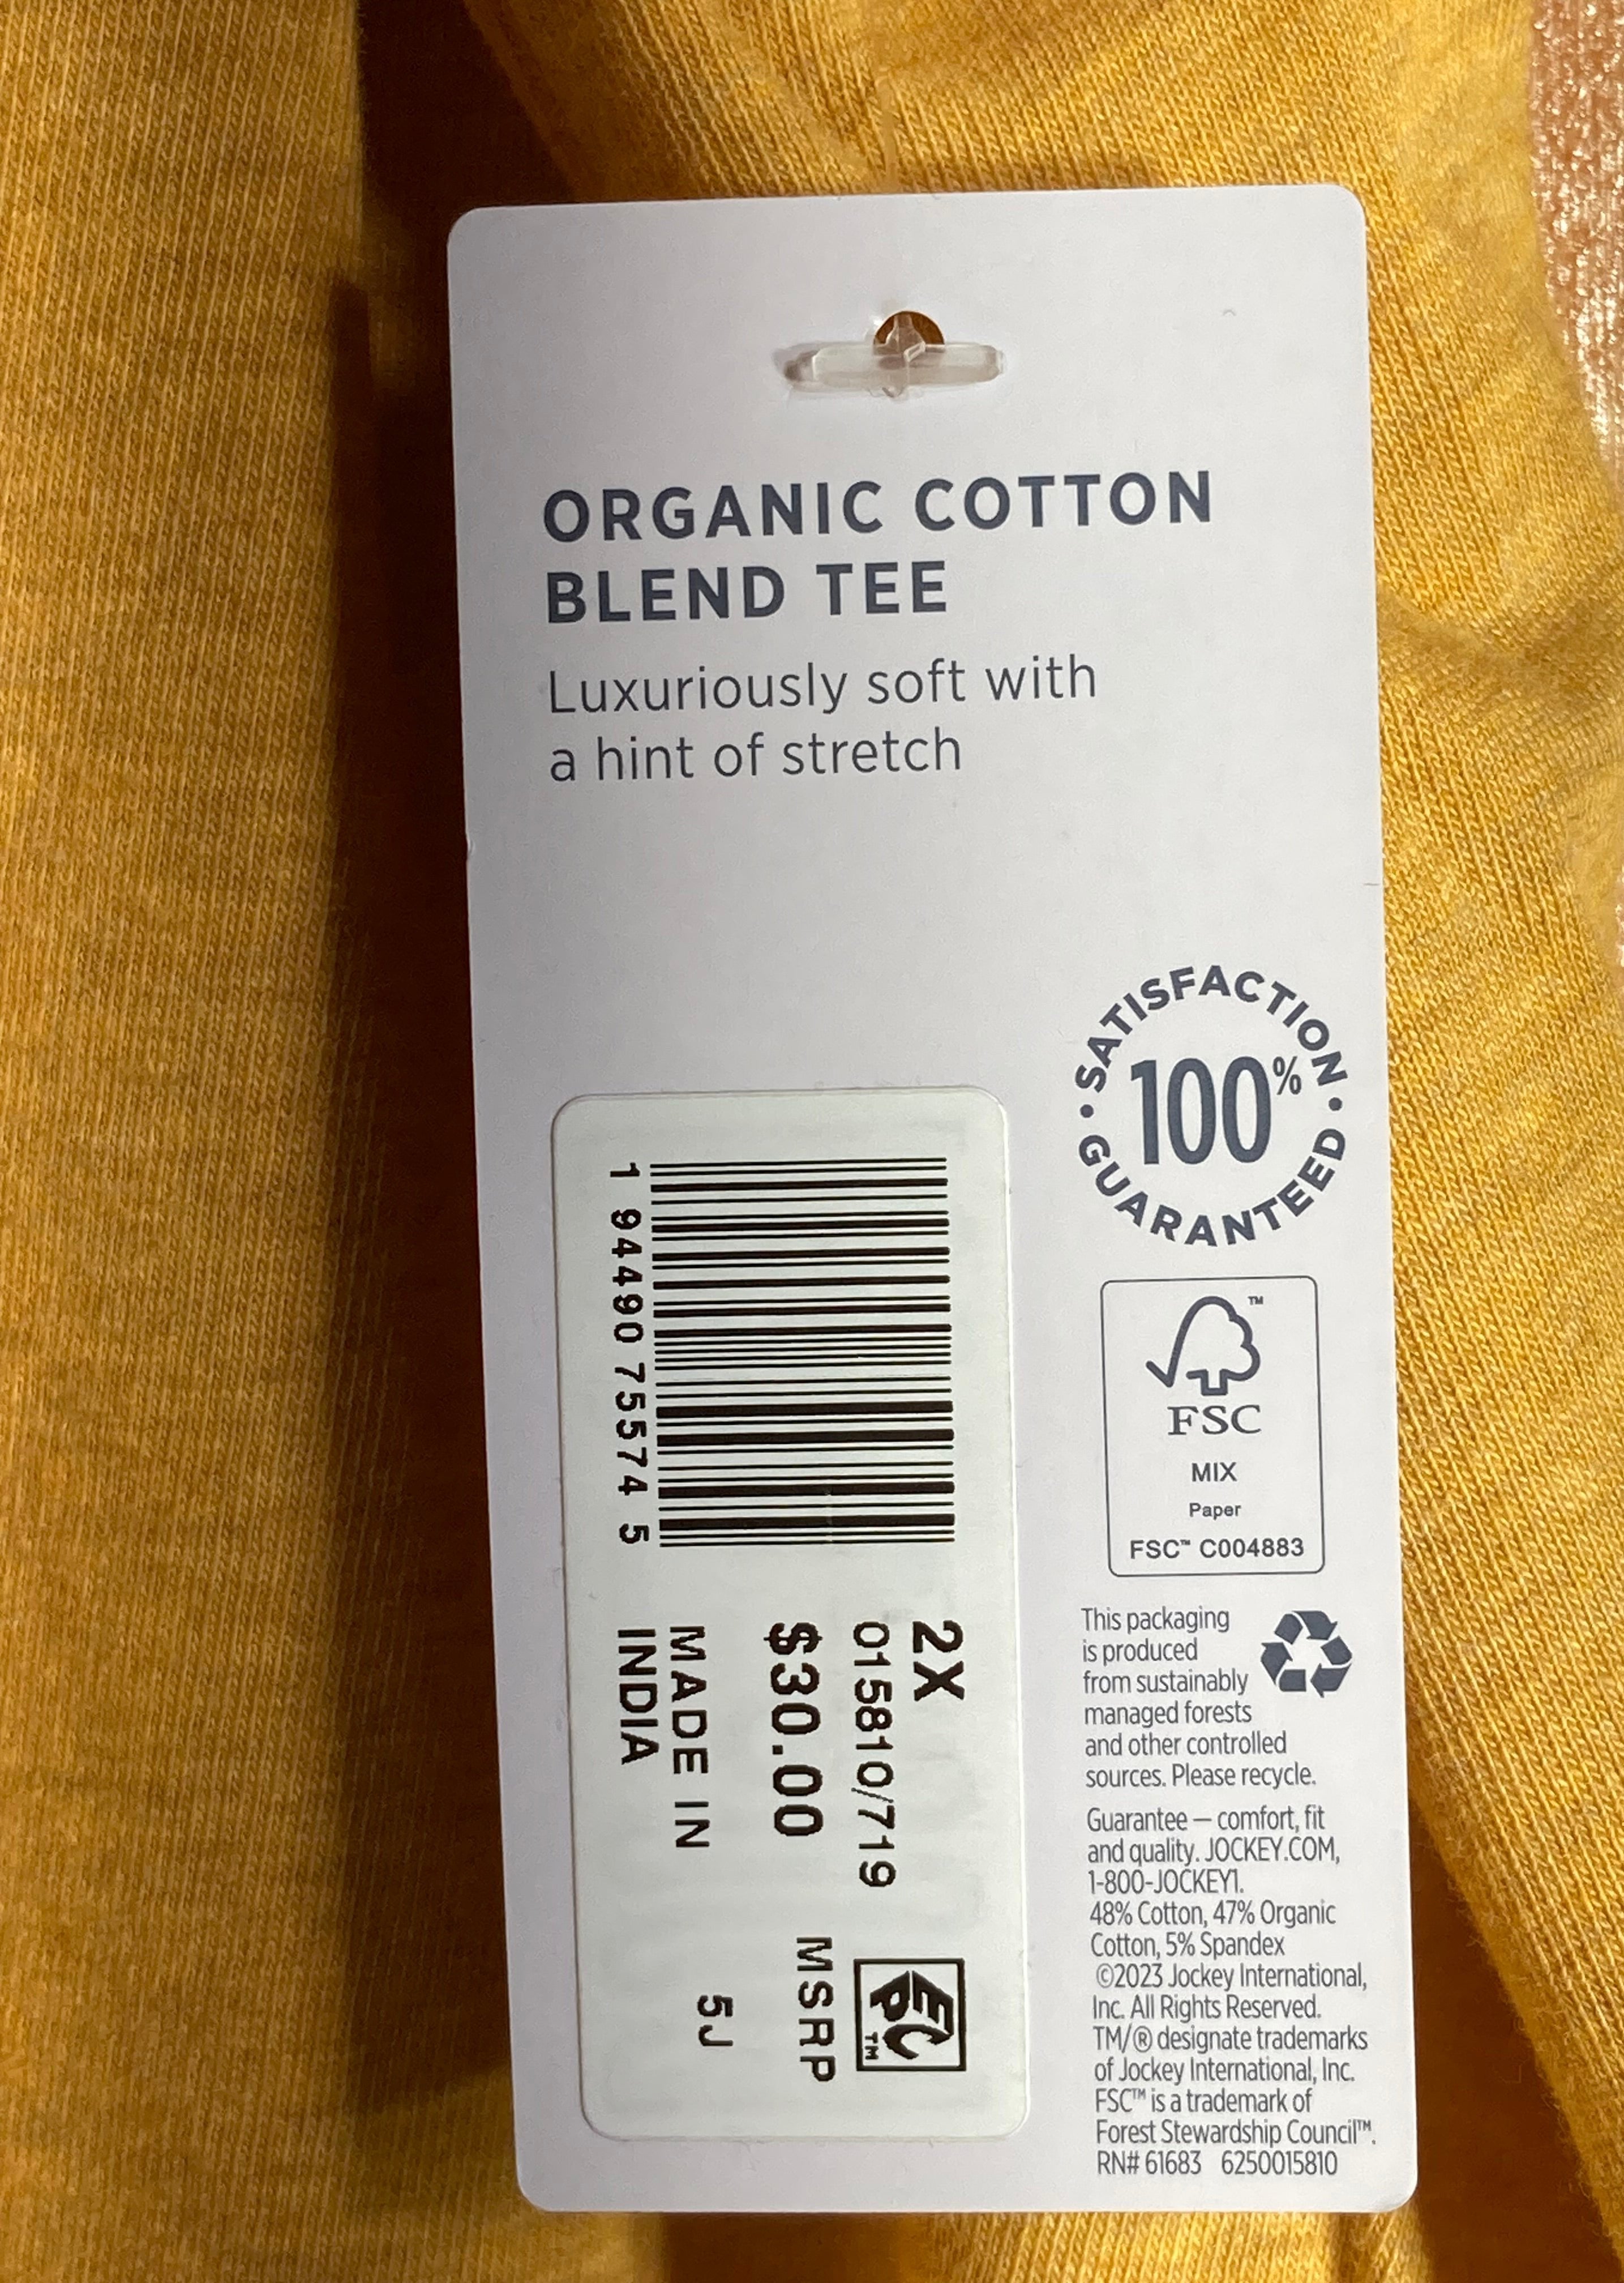 ORGANIC COTTON
BLEND TEE
Luxuriously soft with
a hint of stretch
• SATISFACTION •
100%
GUARANTEED
FSC™
MIX
Paper
FSC™ C004883
This packaging
is produced
from sustainably
managed forests
and other controlled
sources. Please recycle.
Guarantee – comfort, fit
and quality. JOCKEY.COM,
1-800-JOCKEY1.
48% Cotton, 47% Organic
Cotton, 5% Spandex
©2023 Jockey International,
Inc. All Rights Reserved.
TM/® designate trademarks
of Jockey International, Inc.
FSC™ is a trademark of
Forest Stewardship Council™.
RN# 61683 6250015810
1 94490 75574 5
2X
015810/719
EPC™
$30.00 MSRP
MADE IN 5J
INDIA